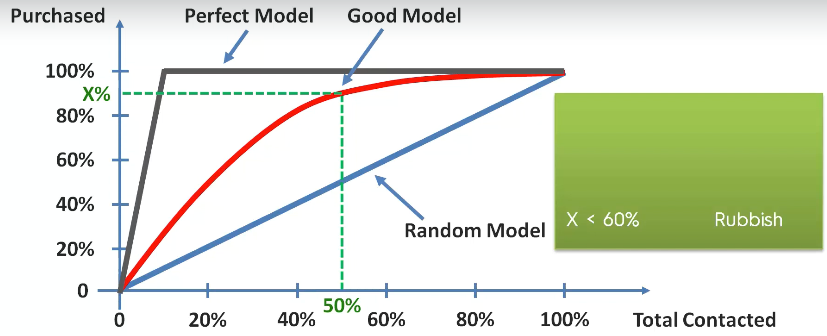 Purchased
Perfect Model
Good Model
100%
X%
80%
60%
40%
20%
0
X < 60% Rubbish
Random Model
50%
0 20% 40% 60% 80% 100% Total Contacted